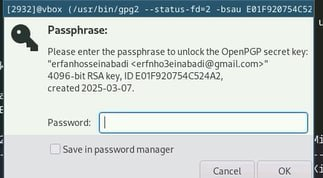 [2932]@vbox (/usr/bin/gpg2 --status-fd=2 -bsau E01F920754C52
Passphrase:
Please enter the passphrase to unlock the OpenPGP secret key:
"erfanhosseinabadi <erfnho3einabadi@gmail.com>"
4096-bit RSA key, ID E01F920754C524A2,
created 2025-03-07.
Password:
Save in password manager
Cancel
OK